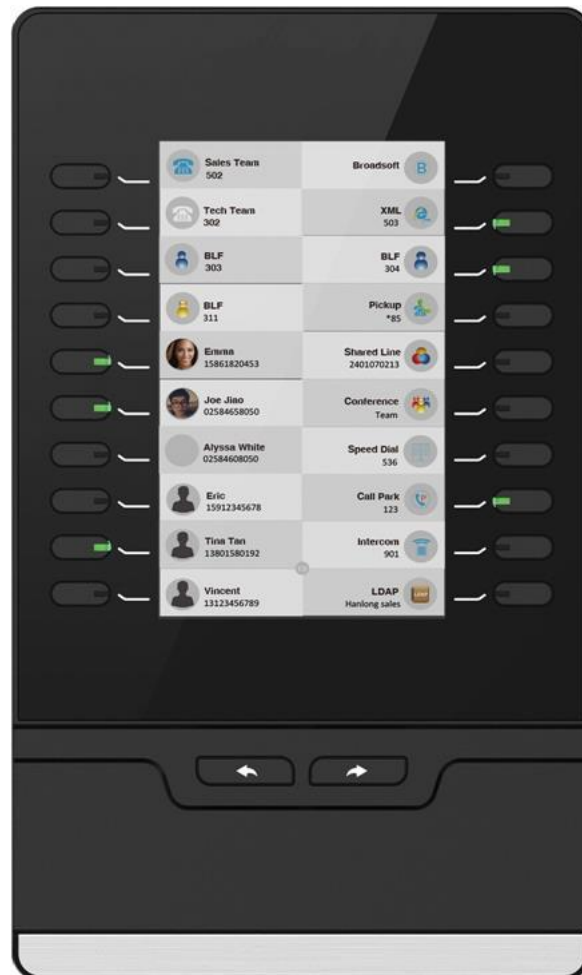 Sales Team
502
Tech Team
302
BLF
303
BLF
311
Emma
15861820453
Joe Jiao
02584658050
Alyssa White
02584608050
Eric
15912345678
Tina Tan
13801580192
Vincent
13123456789
Broadsoft
B
XML
503
BLF
304
Pickup
*85
Shared Line
2401070213
Conference
Team
Speed Dial
536
Call Park
123
P
Intercom
901
LDAP
Hanlong sales
LDAP